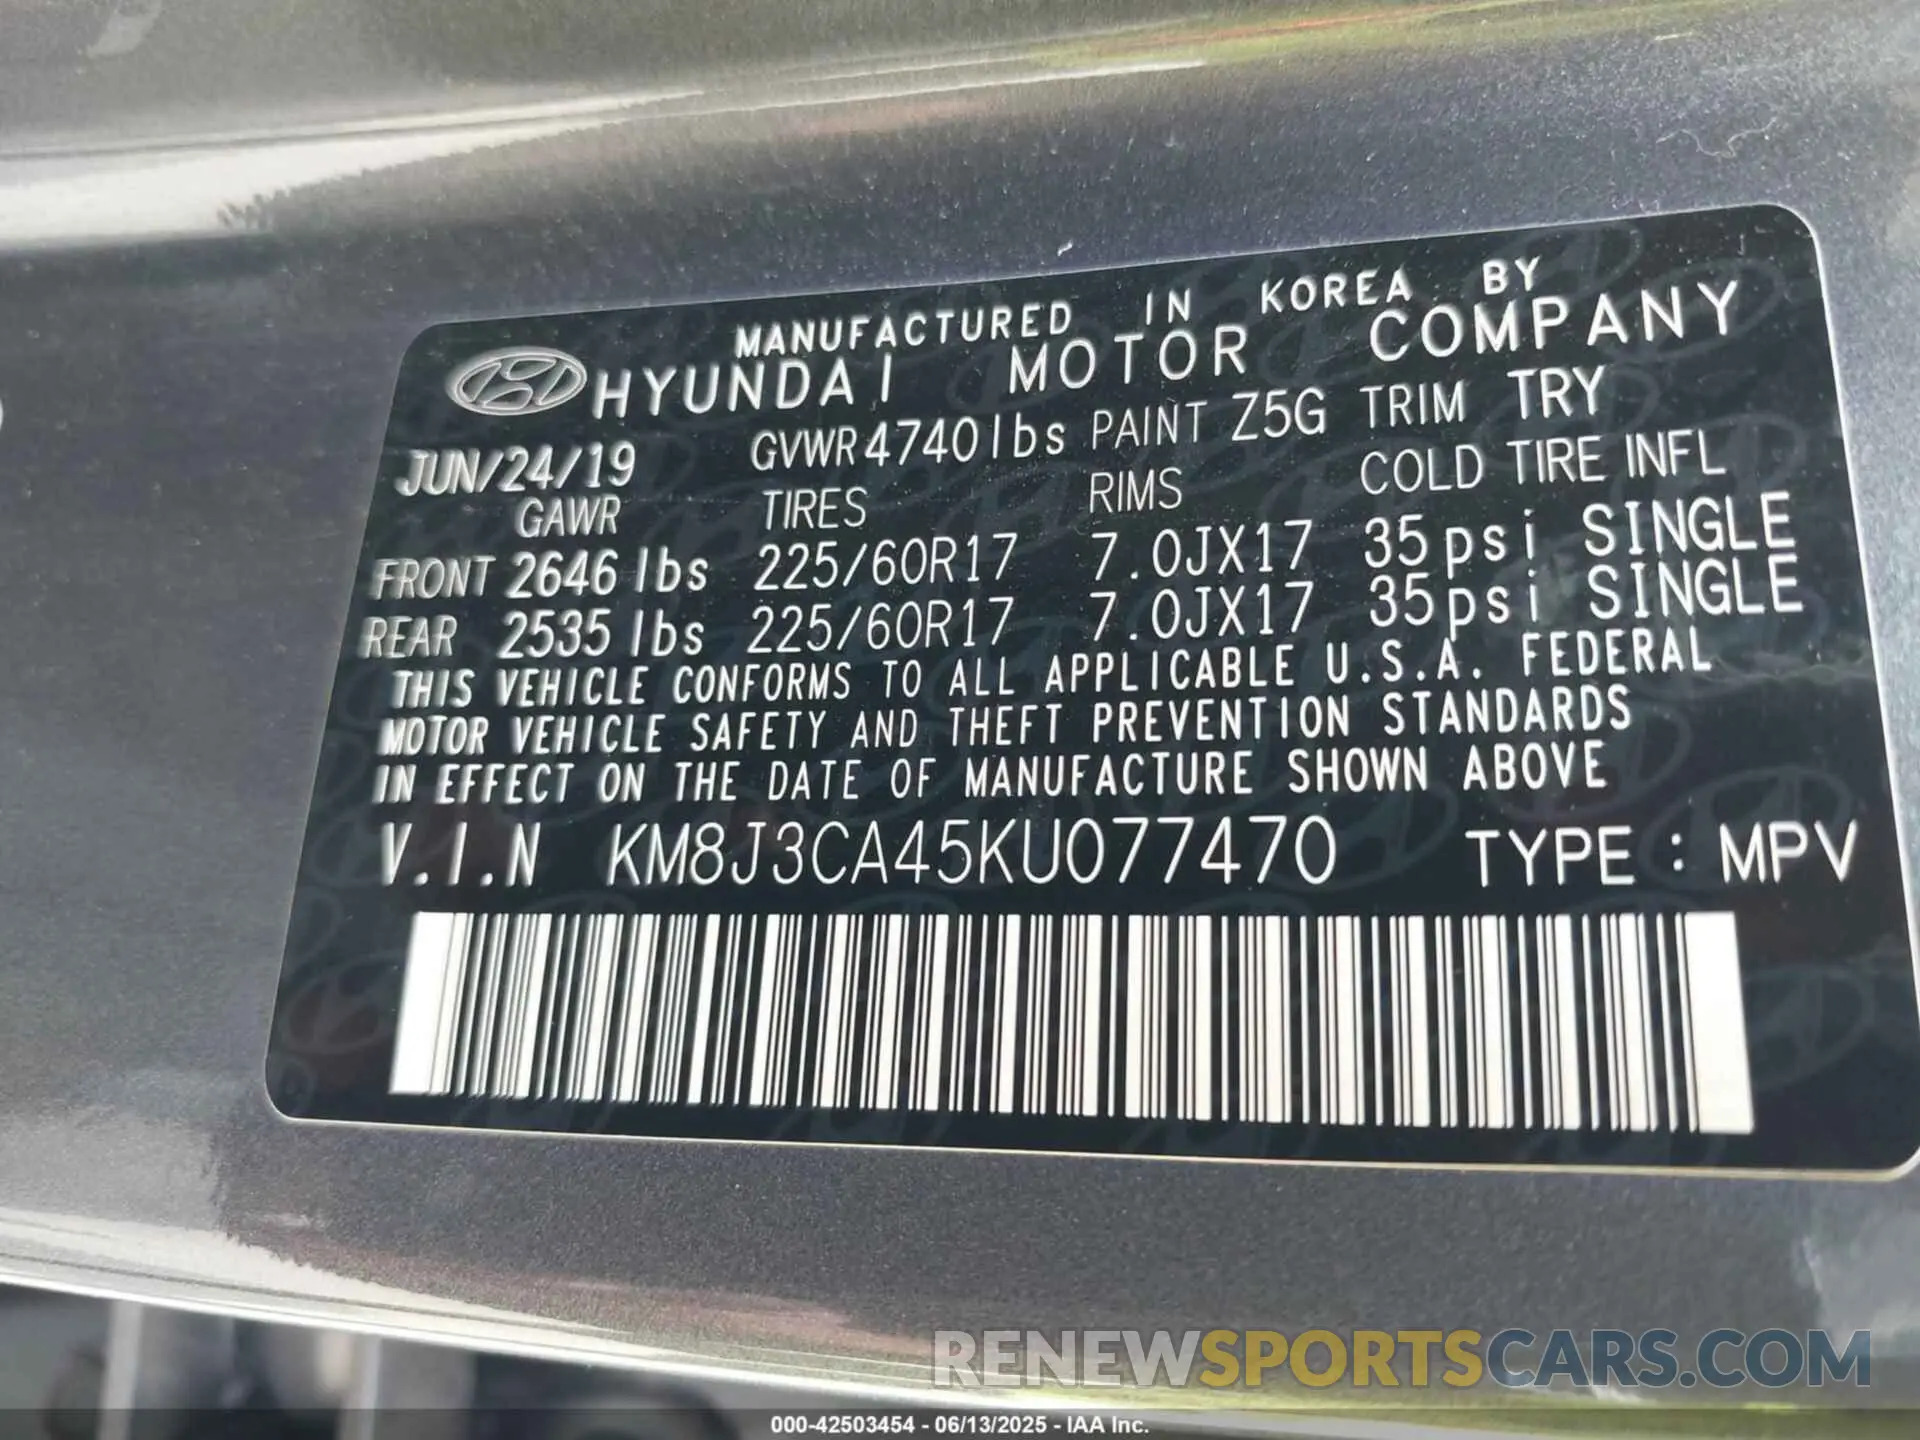 MANUFACTURED IN KOREA BY
HYUNDAI MOTOR COMPANY
JUN/24/19 GVWR 4740 lbs PAINT Z5G TRIM TRY
GAWR TIRES RIMS COLD TIRE INFL
FRONT 2646 lbs 225/60R17 7.0JX17 35psi SINGLE
REAR 2535 lbs 225/60R17 7.0JX17 35psi SINGLE
THIS VEHICLE CONFORMS TO ALL APPLICABLE U.S.A. FEDERAL
MOTOR VEHICLE SAFETY AND THEFT PREVENTION STANDARDS
IN EFFECT ON THE DATE OF MANUFACTURE SHOWN ABOVE
V.I.N KM8J3CA45KU077470 TYPE : MPV
RENEWSPORTSCARS.COM
000-42503454 - 06/13/2025 - IAA Inc.